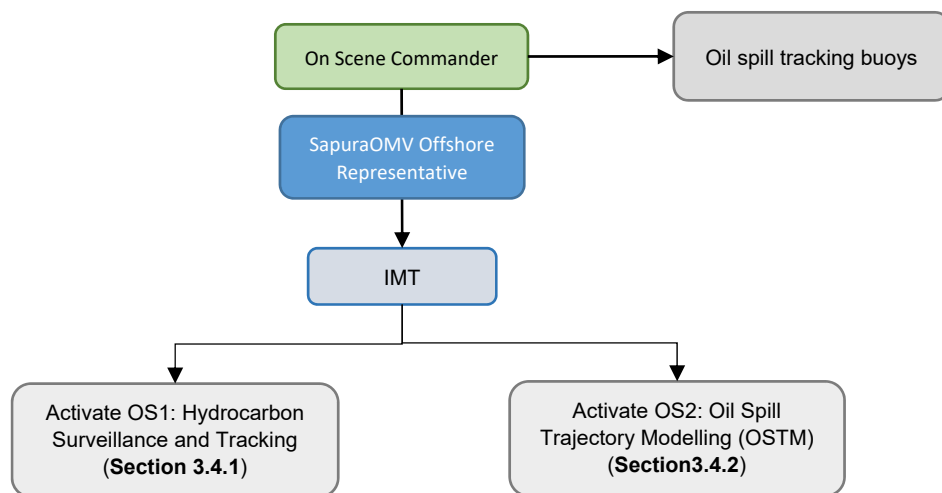 On Scene Commander
Oil spill tracking buoys
SapuraOMV Offshore
Representative
IMT
Activate OS1: Hydrocarbon
Surveillance and Tracking
(Section 3.4.1)
Activate OS2: Oil Spill
Trajectory Modelling (OSTM)
(Section3.4.2)